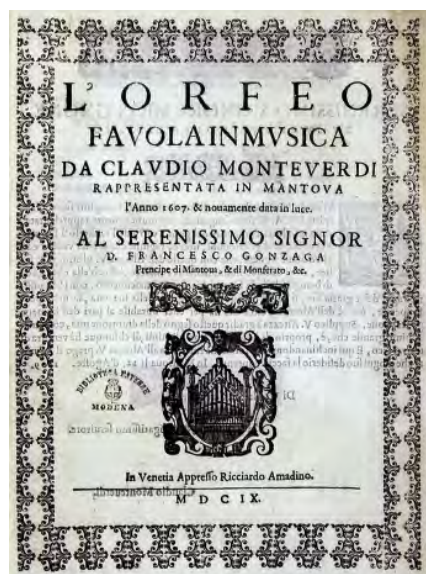 L'ORFEO
FAVOLA IN MVSICA
DA CLAVDIO MONTEVERDI
RAPPRESENTATA IN MANTOVA
l'Anno 1607. & nouamente data in luce.
AL SERENISSIMO SIGNOR
D. FRANCESCO GONZAGA
Prencipe di Mantoua, & di Monferato, &c.
BIBLIOTECA ESTENSE
MODENA
In Venetia Appresso Ricciardo Amadino.
M D C IX.